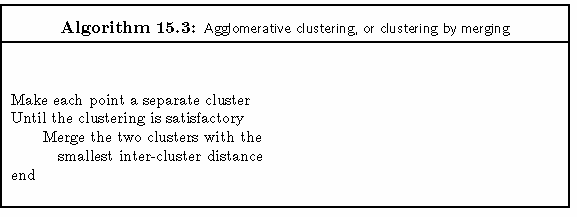 Algorithm 15.3: Agglomerative clustering, or clustering by merging
Make each point a separate cluster
Until the clustering is satisfactory
Merge the two clusters with the
smallest inter-cluster distance
end